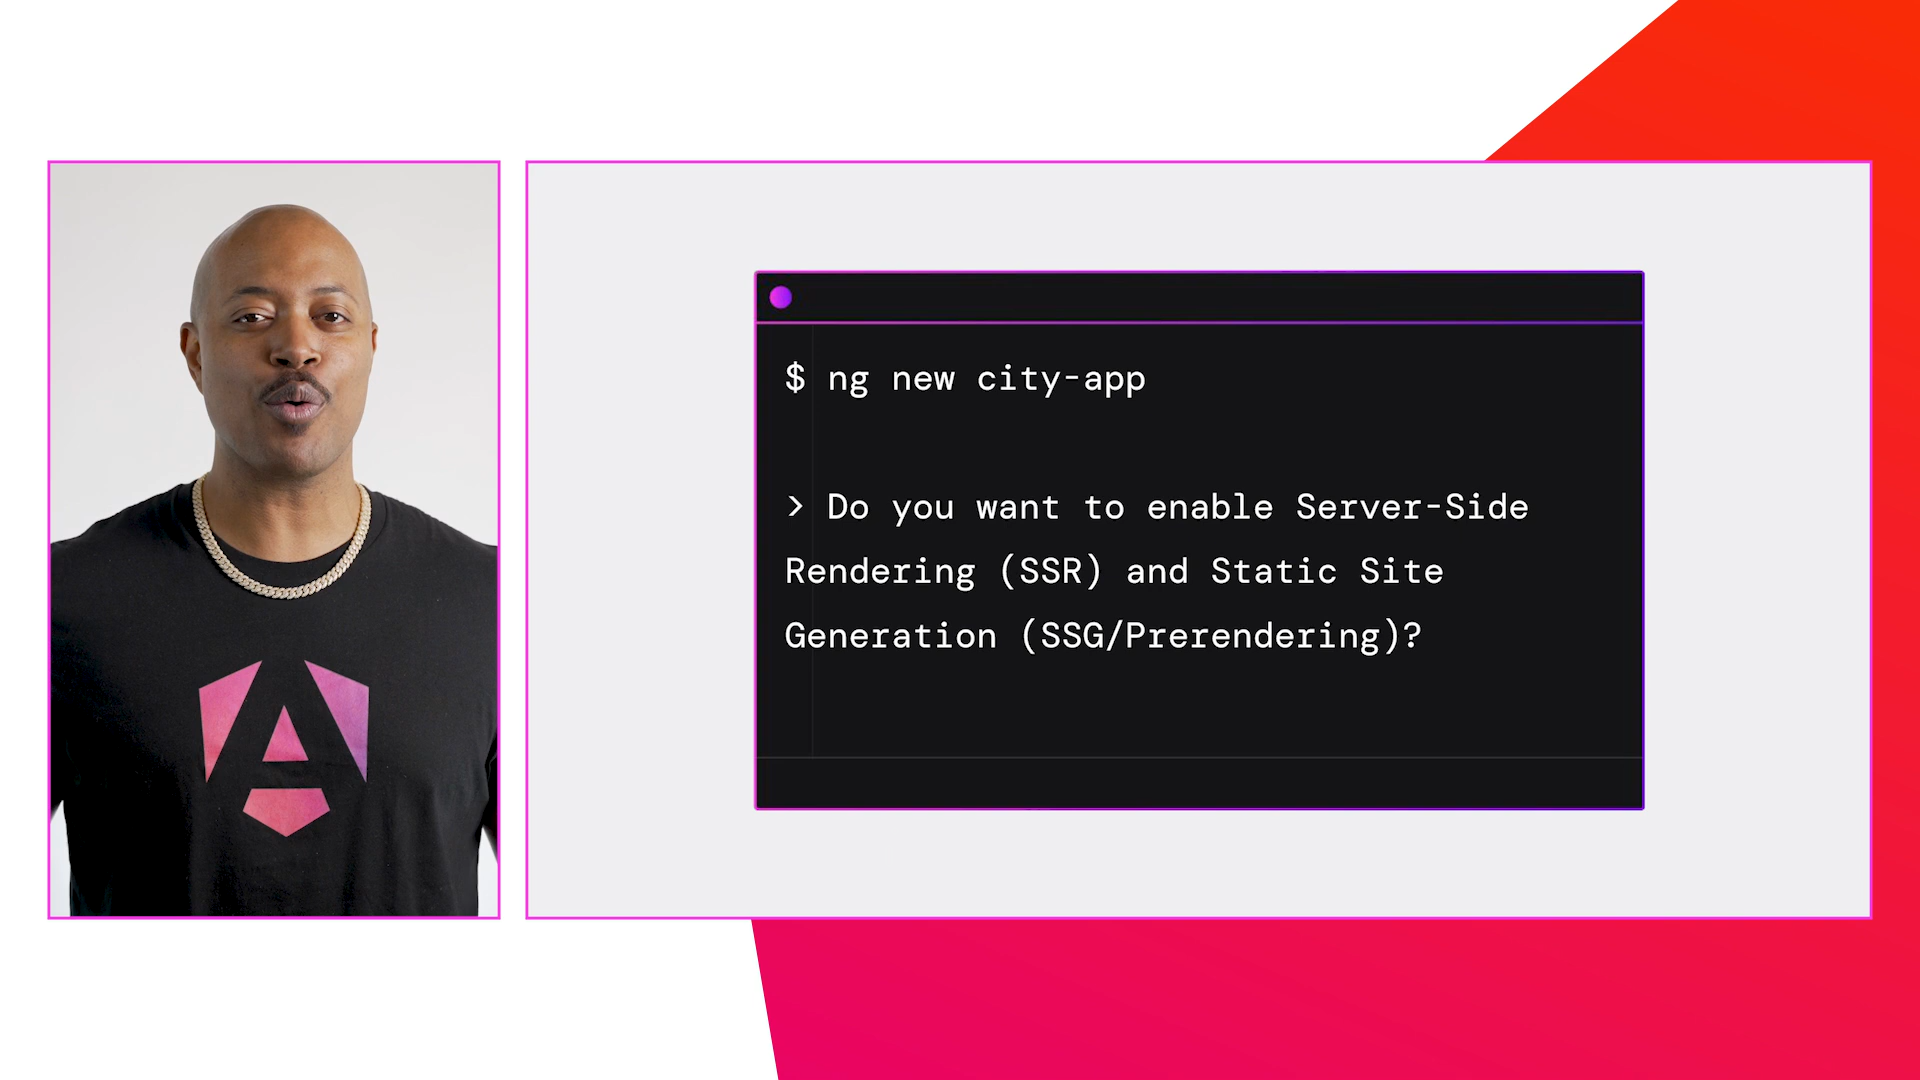 $ ng new city-app
> Do you want to enable Server-Side
Rendering (SSR) and Static Site
Generation (SSG/Prerendering)?